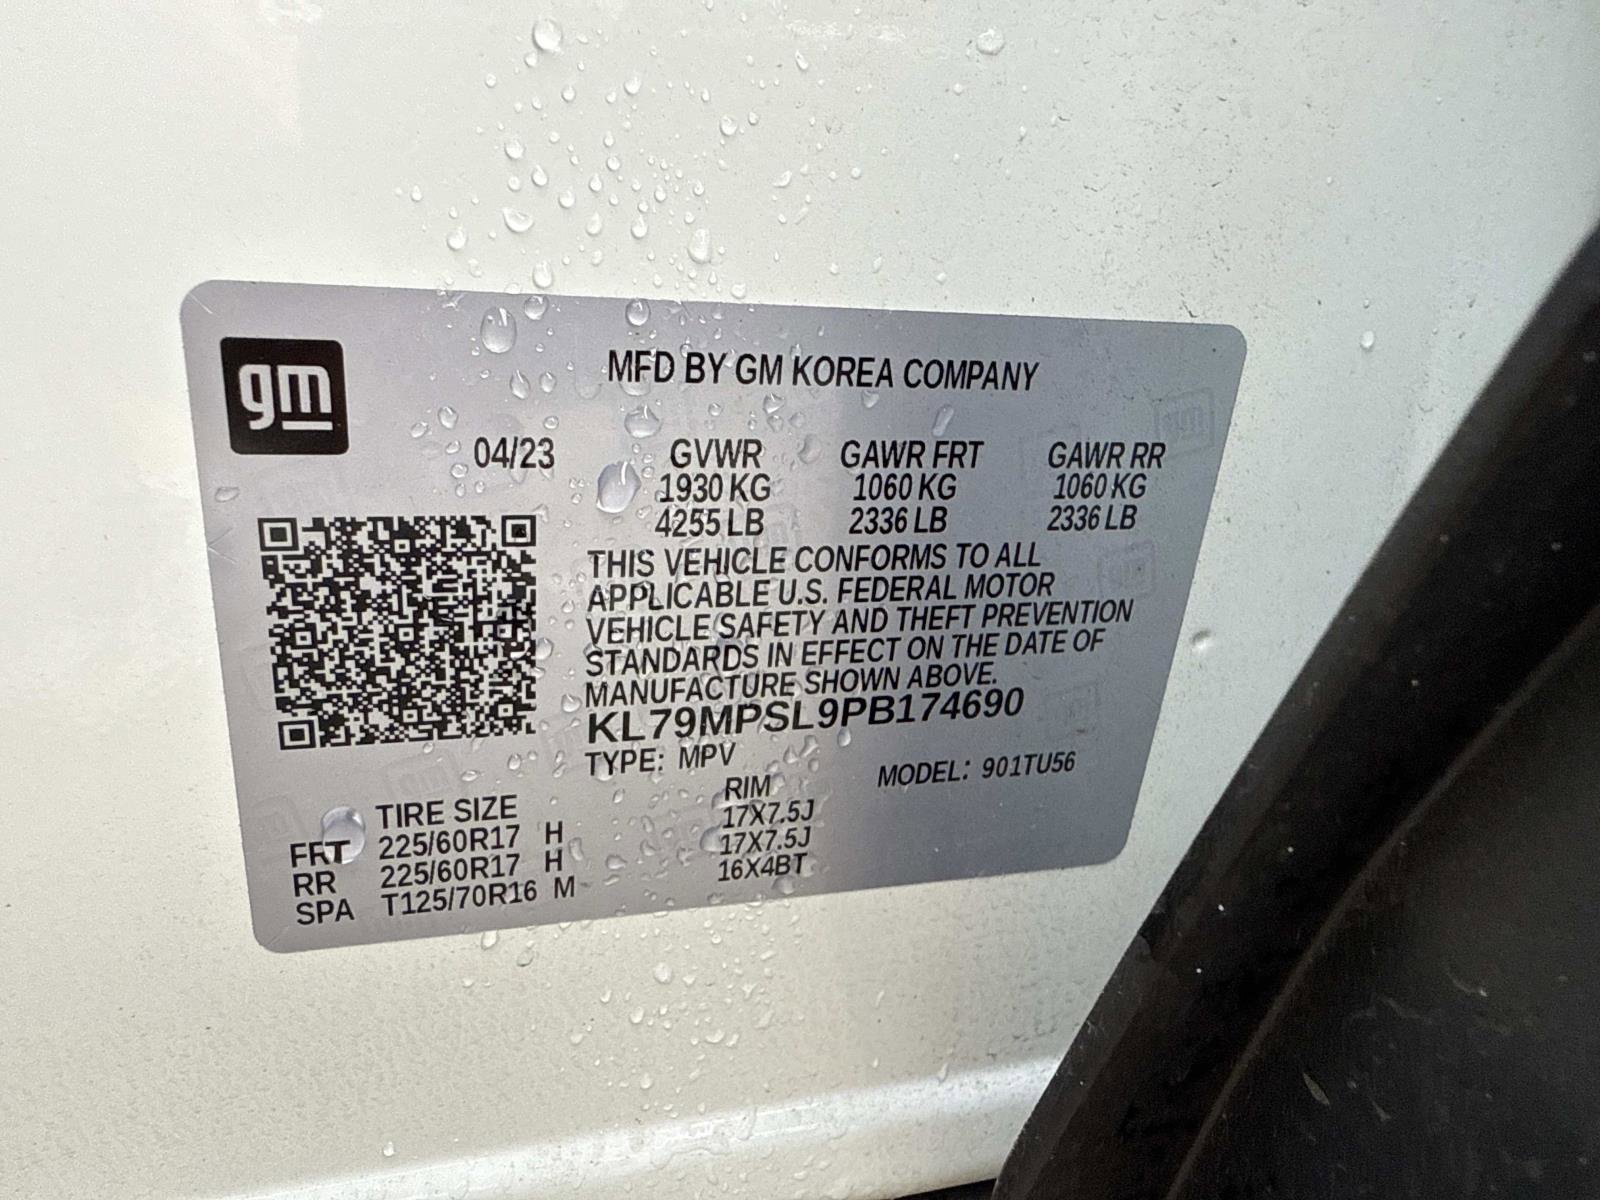 gm
MFD BY GM KOREA COMPANY
04/23 GVWR GAWR FRT GAWR RR
1930 KG 1060 KG 1060 KG
4255 LB 2336 LB 2336 LB
THIS VEHICLE CONFORMS TO ALL
APPLICABLE U.S. FEDERAL MOTOR
VEHICLE SAFETY AND THEFT PREVENTION
STANDARDS IN EFFECT ON THE DATE OF
MANUFACTURE SHOWN ABOVE.
KL79MPSL9PB174690
TYPE: MPV MODEL: 901TU56
TIRE SIZE RIM
FRT 225/60R17 H 17X7.5J
RR 225/60R17 H 17X7.5J
SPA T125/70R16 M 16X4BT